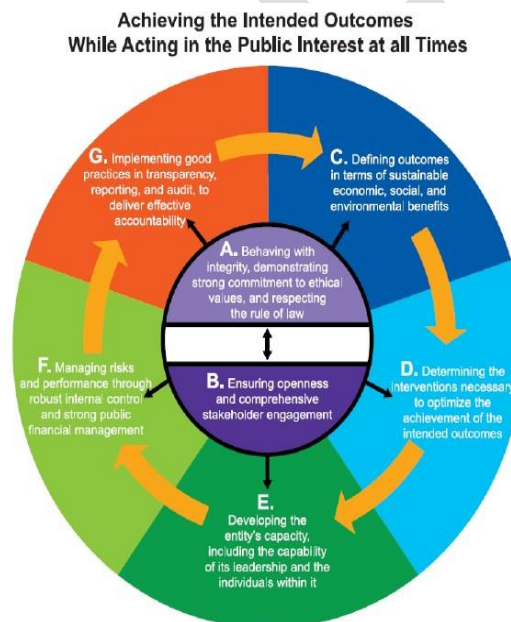 Achieving the Intended Outcomes
While Acting in the Public Interest at all Times
G. Implementing good
practices in transparency,
reporting, and audit, to
deliver effective
accountability
C. Defining outcomes
in terms of sustainable
economic, social, and
environmental benefits
A. Behaving with
integrity, demonstrating
strong commitment to ethical
values, and respecting
the rule of law
B. Ensuring openness
and comprehensive
stakeholder engagement
F. Managing risks
and performance through
robust internal control
and strong public
financial management
D. Determining the
interventions necessary
to optimize the
achievement of the
intended outcomes
E.
Developing the
entity's capacity,
including the capability
of its leadership and the
individuals within it